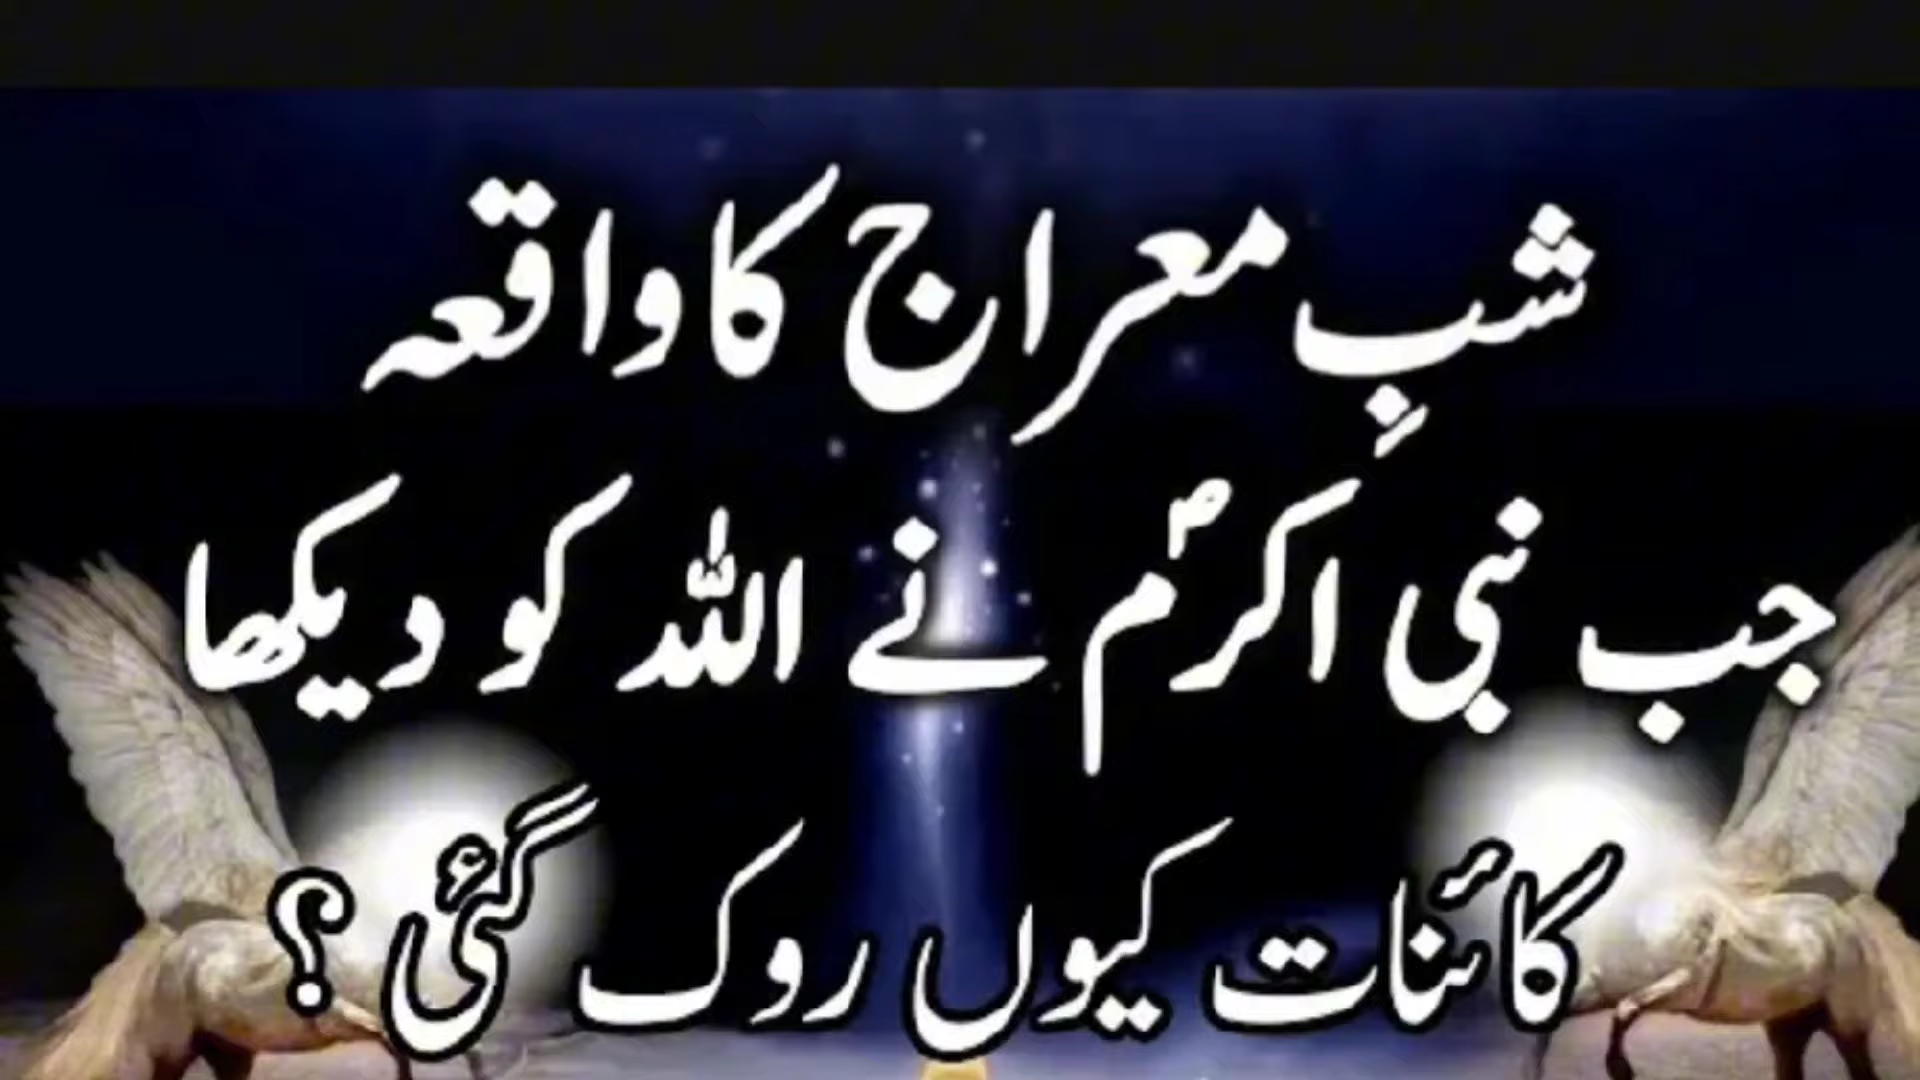 شبِ معراج کا واقعہ
جب نبی اکرمؐ نے اللہ کو دیکھا
کائنات کیوں روک گئی ؟